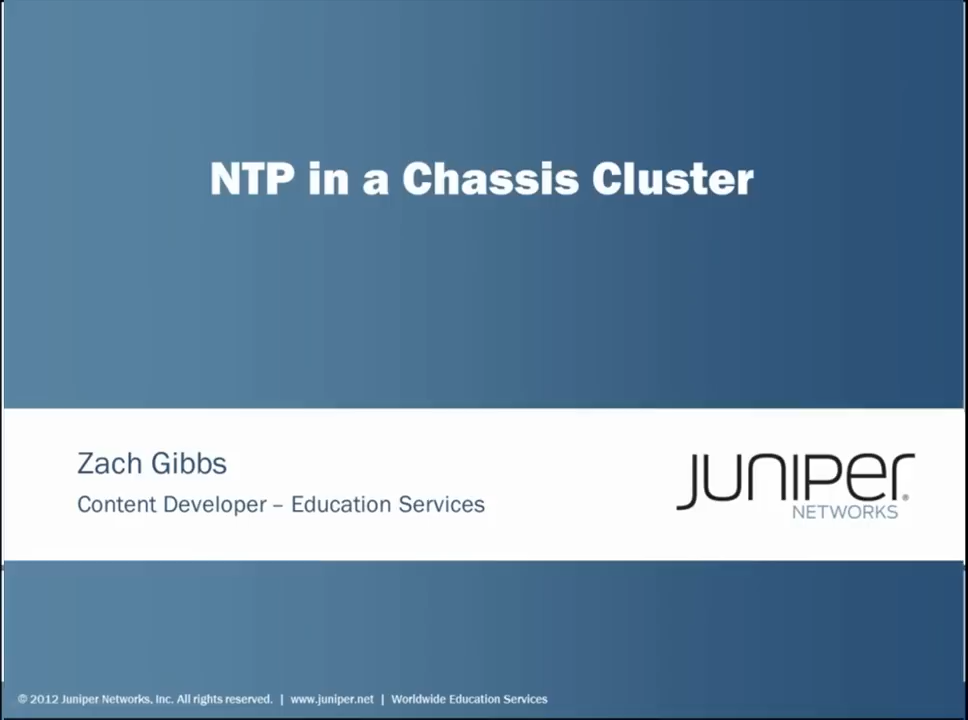 NTP in a Chassis Cluster
Zach Gibbs
Content Developer – Education Services
JUNIPER
NETWORKS
© 2012 Juniper Networks, Inc. All rights reserved. | www.juniper.net | Worldwide Education Services